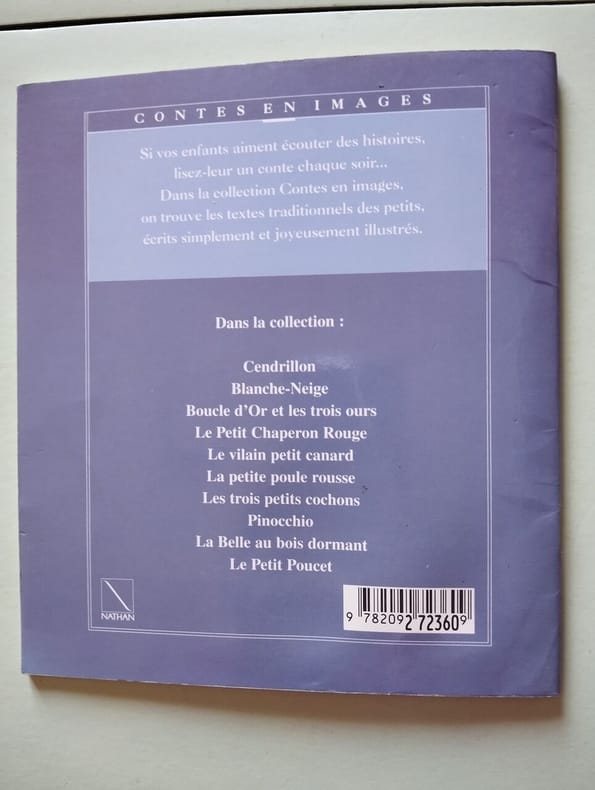 CONTES EN IMAGES
Si vos enfants aiment écouter des histoires,
lisez-leur un conte chaque soir...
Dans la collection Contes en images,
on trouve les textes traditionnels des petits,
écrits simplement et joyeusement illustrés.
Dans la collection :
Cendrillon
Blanche-Neige
Boucle d'Or et les trois ours
Le Petit Chaperon Rouge
Le vilain petit canard
La petite poule rousse
Les trois petits cochons
Pinocchio
La Belle au bois dormant
Le Petit Poucet
NATHAN
9 782092 723609